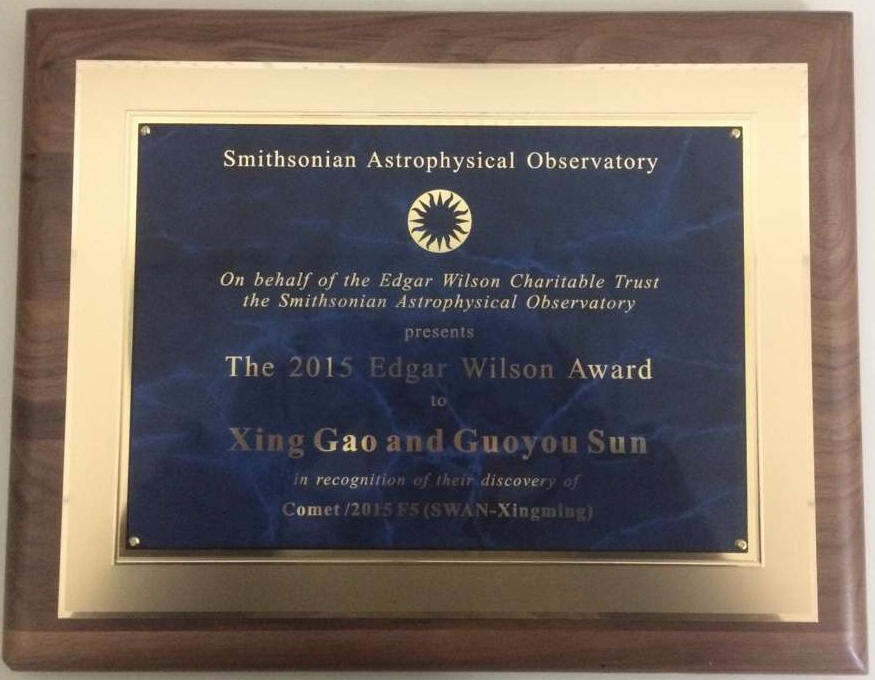 Smithsonian Astrophysical Observatory
On behalf of the Edgar Wilson Charitable Trust
the Smithsonian Astrophysical Observatory
presents
The 2015 Edgar Wilson Award
to
Xing Gao and Guoyou Sun
in recognition of their discovery of
Comet /2015 F5 (SWAN-Xingming)